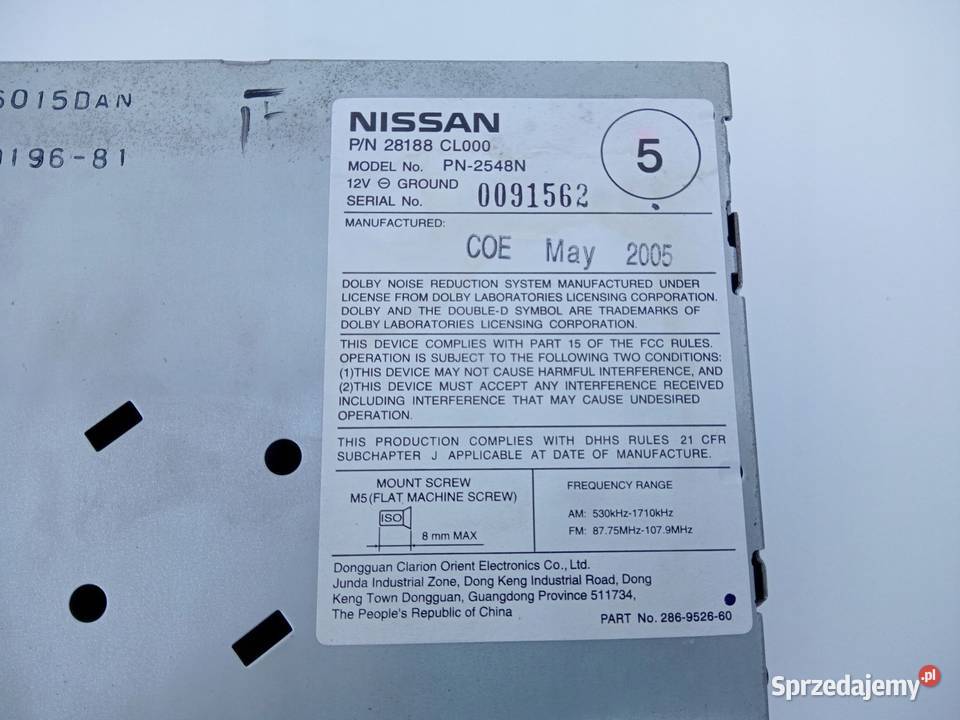 6015DAN
0196-81
NISSAN
P/N 28188 CL000
MODEL No. PN-2548N
12V ⊖ GROUND
SERIAL No. 0091562
5
MANUFACTURED:
COE May 2005
DOLBY NOISE REDUCTION SYSTEM MANUFACTURED UNDER
LICENSE FROM DOLBY LABORATORIES LICENSING CORPORATION.
DOLBY AND THE DOUBLE-D SYMBOL ARE TRADEMARKS OF
DOLBY LABORATORIES LICENSING CORPORATION.
THIS DEVICE COMPLIES WITH PART 15 OF THE FCC RULES.
OPERATION IS SUBJECT TO THE FOLLOWING TWO CONDITIONS:
(1)THIS DEVICE MAY NOT CAUSE HARMFUL INTERFERENCE, AND
(2)THIS DEVICE MUST ACCEPT ANY INTERFERENCE RECEIVED
INCLUDING INTERFERENCE THAT MAY CAUSE UNDESIRED
OPERATION.
THIS PRODUCTION COMPLIES WITH DHHS RULES 21 CFR
SUBCHAPTER J APPLICABLE AT DATE OF MANUFACTURE.
MOUNT SCREW
M5(FLAT MACHINE SCREW)
ISO
8 mm MAX
FREQUENCY RANGE
AM: 530kHz-1710kHz
FM: 87.75MHz-107.9MHz
Dongguan Clarion Orient Electronics Co., Ltd.
Junda Industrial Zone, Dong Keng Industrial Road, Dong
Keng Town Dongguan, Guangdong Province 511734,
The People's Republic of China
PART No. 286-9526-60
Sprzedajemy.pl